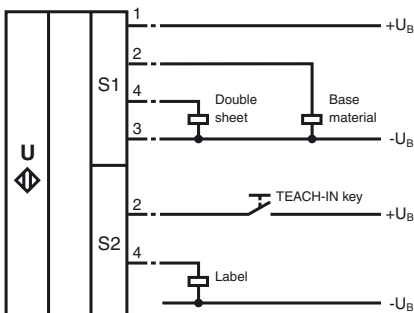 1
+UB
2
S1
4
Double
sheet
Base
material
3
-UB
U
2
TEACH-IN key
+UB
S2
4
Label
-UB